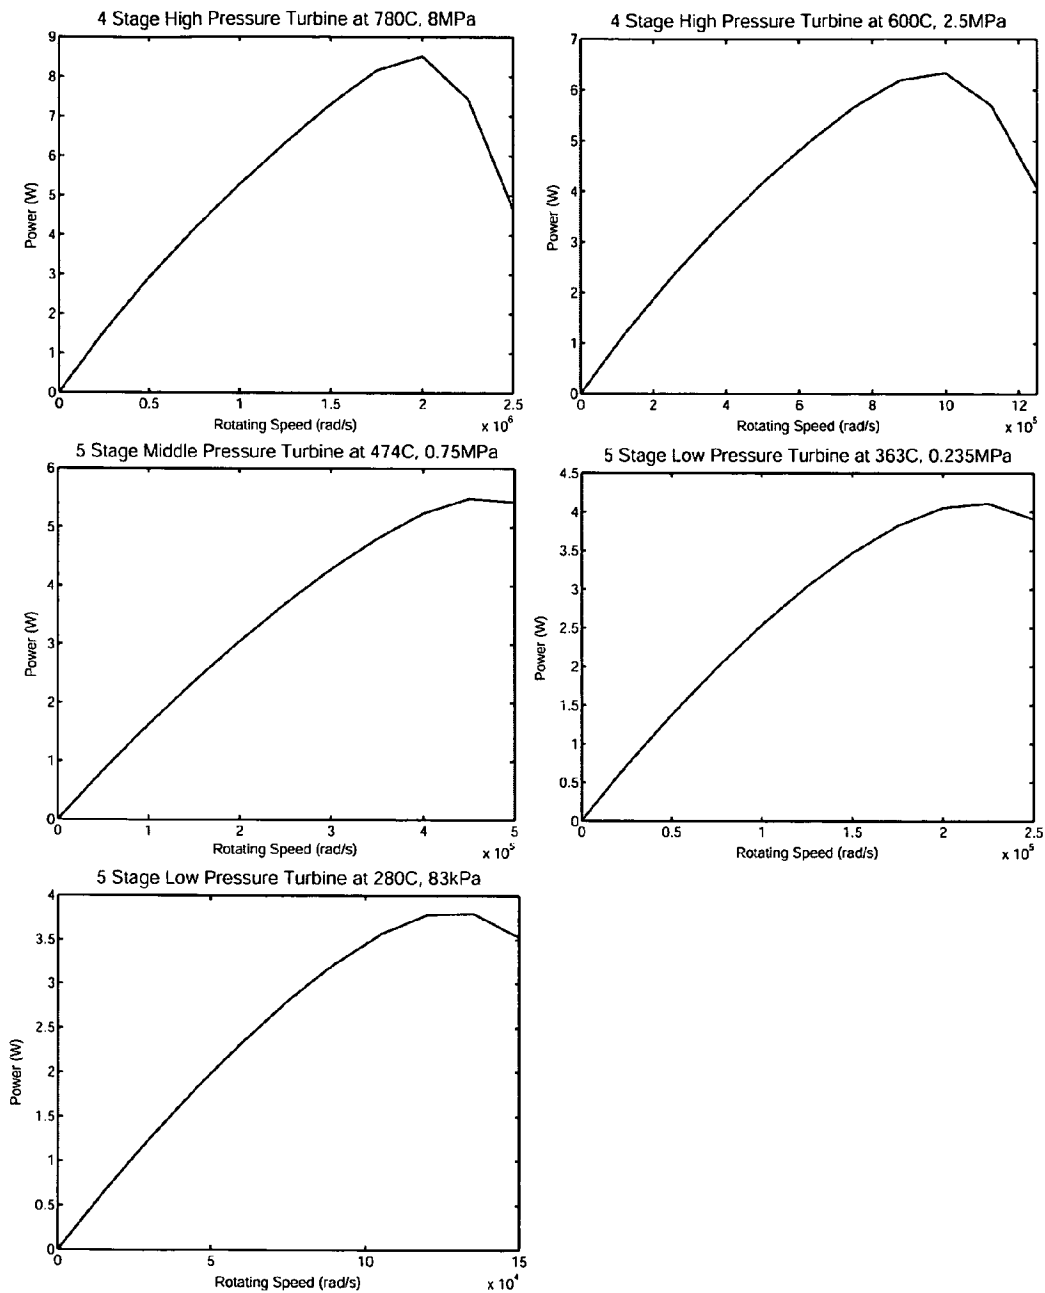 4 Stage High Pressure Turbine at 780C, 8MPa
9
8
7
6
5
4
3
2
1
0
Power (W)
0 0.5 1 1.5 2 2.5
Rotating Speed (rad/s)
x 10^6
4 Stage High Pressure Turbine at 600C, 2.5MPa
7
6
5
4
3
2
1
0
Power (W)
0 2 4 6 8 10 12
Rotating Speed (rad/s)
x 10^5
5 Stage Middle Pressure Turbine at 474C, 0.75MPa
6
5
4
3
2
1
0
Power (W)
0 1 2 3 4 5
Rotating Speed (rad/s)
x 10^5
5 Stage Low Pressure Turbine at 363C, 0.235MPa
4.5
4
3.5
3
2.5
2
1.5
1
0.5
0
Power (W)
0 0.5 1 1.5 2 2.5
Rotating Speed (rad/s)
x 10^5
5 Stage Low Pressure Turbine at 280C, 83kPa
4
3.5
3
2.5
2
1.5
1
0.5
0
Power (W)
0 5 10 15
Rotating Speed (rad/s)
x 10^4